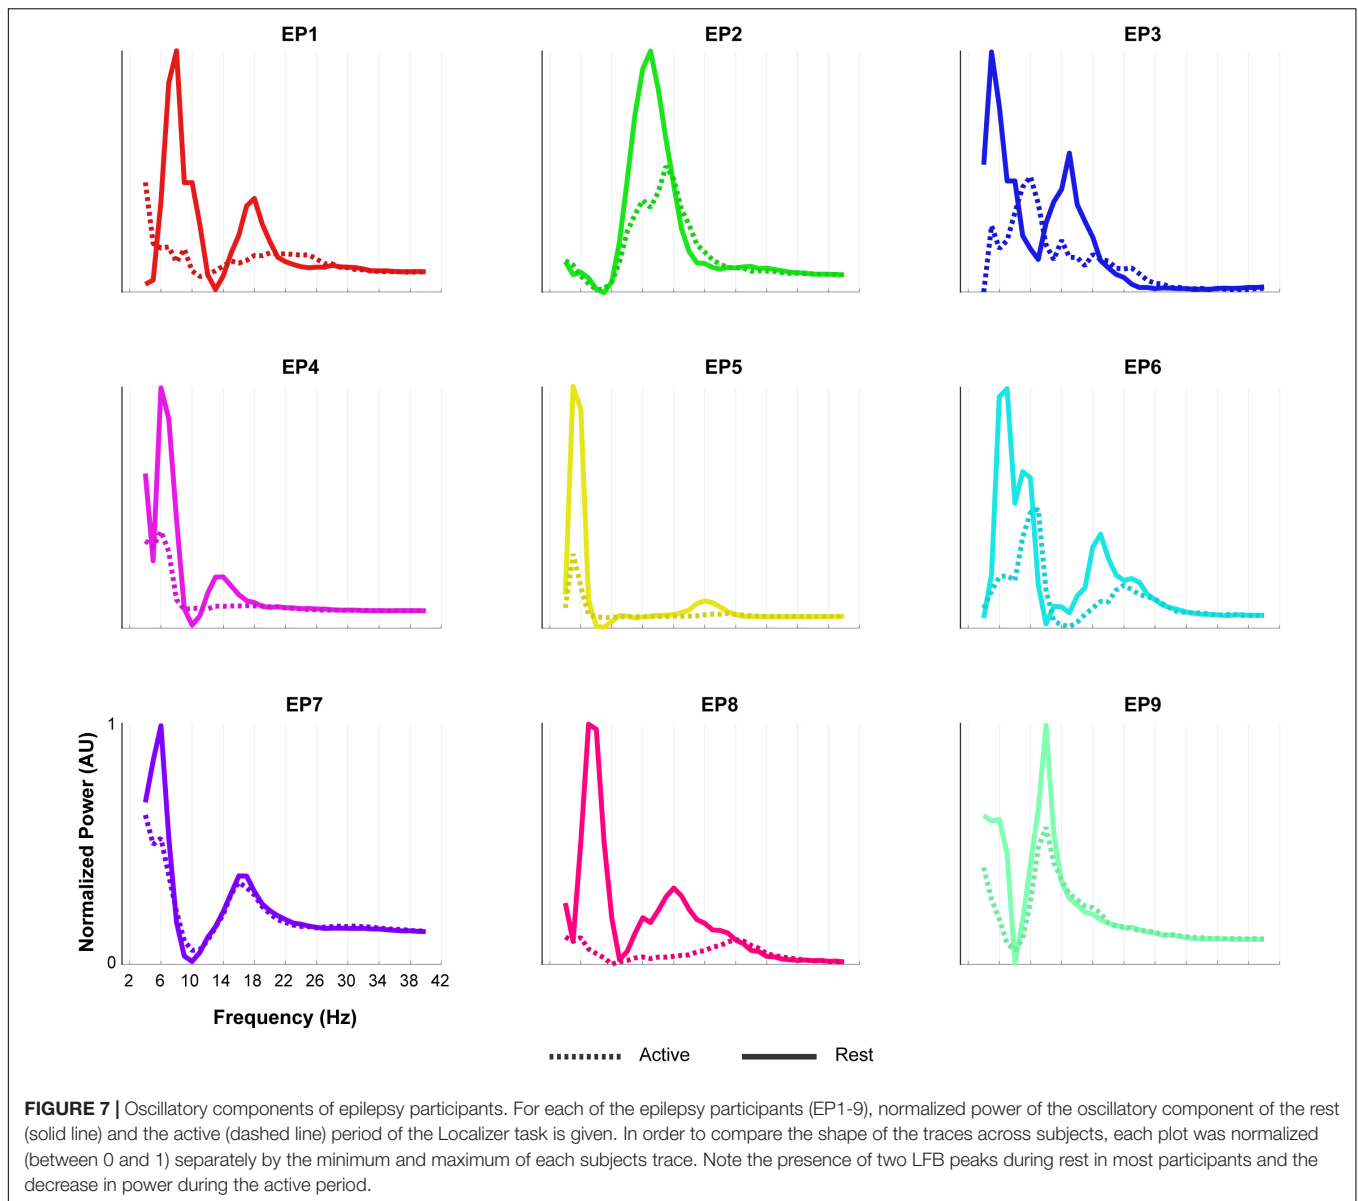 EP1
EP2
EP3
EP4
EP5
EP6
EP7
EP8
EP9
1
Normalized Power (AU)
0
2 6 10 14 18 22 26 30 34 38 42
Frequency (Hz)
Active
Rest
FIGURE 7 | Oscillatory components of epilepsy participants. For each of the epilepsy participants (EP1-9), normalized power of the oscillatory component of the rest
(solid line) and the active (dashed line) period of the Localizer task is given. In order to compare the shape of the traces across subjects, each plot was normalized
(between 0 and 1) separately by the minimum and maximum of each subjects trace. Note the presence of two LFB peaks during rest in most participants and the
decrease in power during the active period.